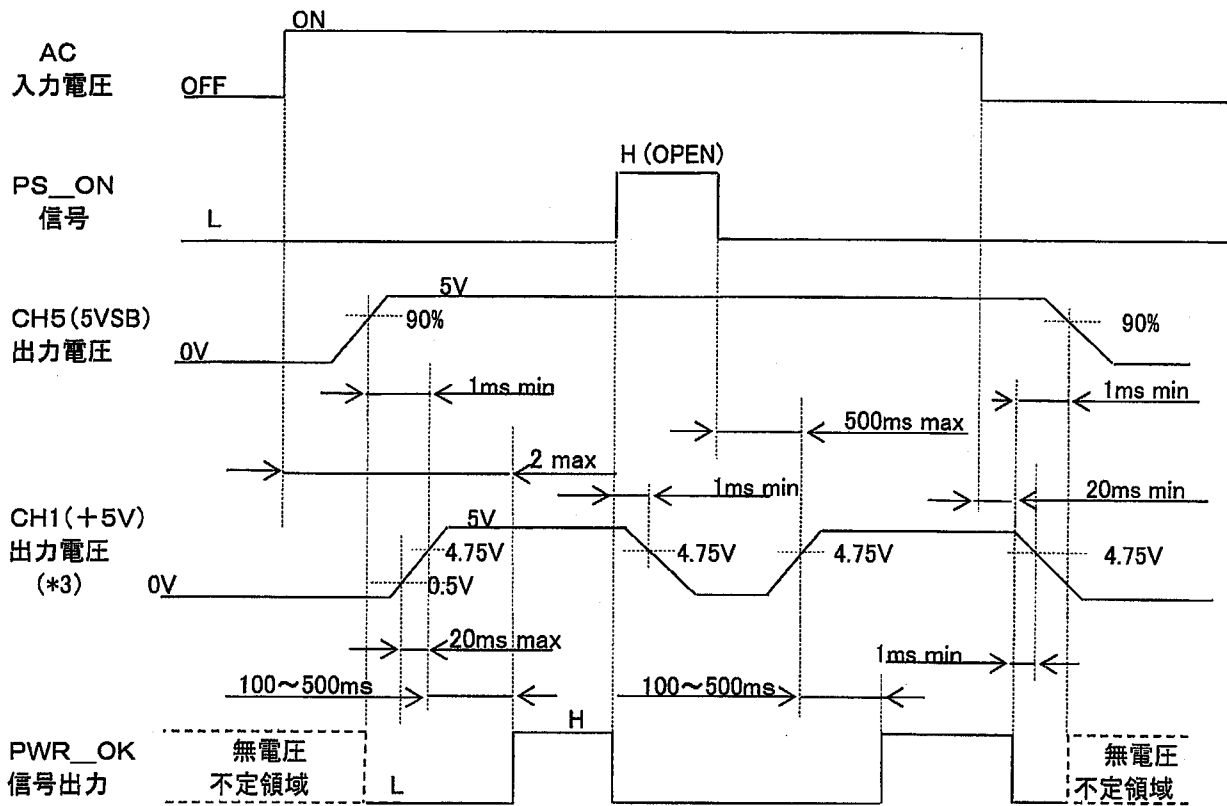 ON
AC
入力電圧
OFF
H (OPEN)
PS__ON
信号
L
5V
CH5(5VSB)
出力電圧
90%
90%
0V
1ms min
1ms min
500ms max
2 max
1ms min
20ms min
CH1(+5V)
出力電圧
(*3)
5V
4.75V
4.75V
4.75V
4.75V
0.5V
0V
20ms max
1ms min
100～500ms
100～500ms
H
PWR__OK
信号出力
無電圧
不定領域
L
無電圧
不定領域